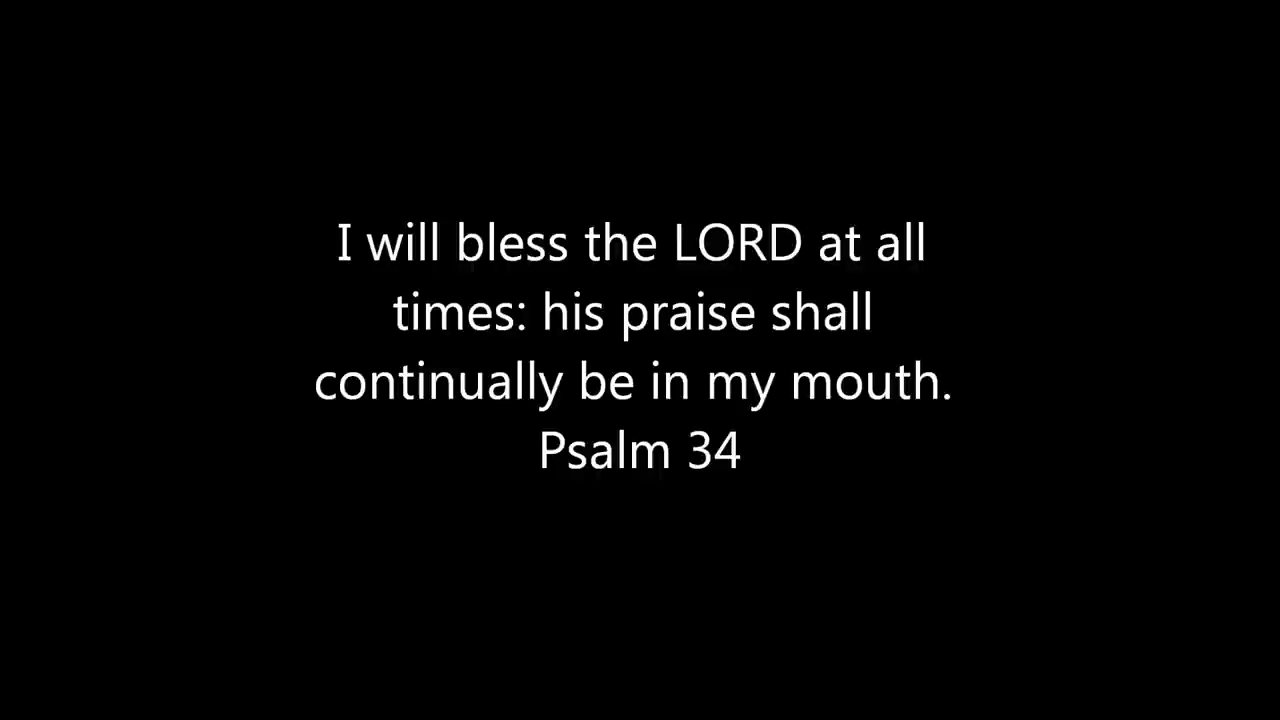 I will bless the LORD at all
times: his praise shall
continually be in my mouth.
Psalm 34